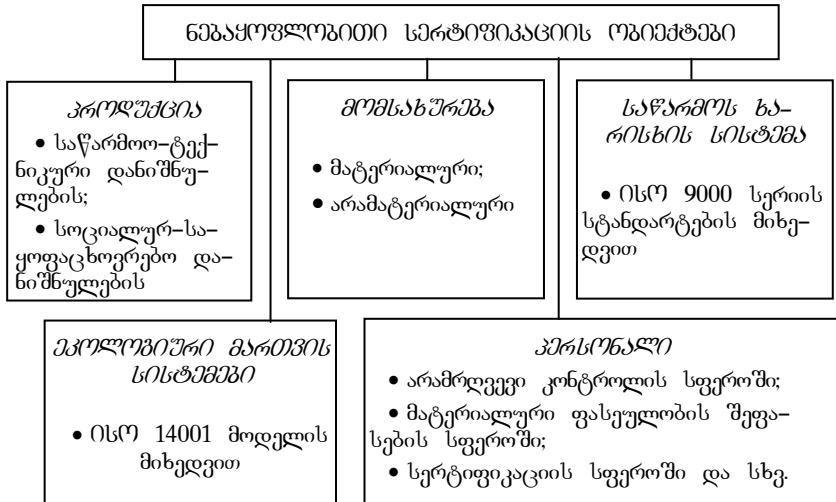 ნებაყოფლობითი სერტიფიკაციის ობიექტები
პროდუქცია
• საწარმოო-ტექ-
ნიკური დანიშნუ-
ლების;
• სოციალურ-სა-
ყოფაცხოვრებო და-
ნიშნულების
მომსახურება
• მატერიალური;
• არამატერიალური
საწარმოს ხა-
რისხის სისტემა
• ისო 9000 სერიის
სტანდარტების მიხე-
დვით
ეკოლოგიური მართვის
სისტემები
• ისო 14001 მოდელის
მიხედვით
პერსონალი
• არამრღვევი კონტროლის სფეროში;
• მატერიალური ფასეულობის შეფა-
სების სფეროში;
• სერტიფიკაციის სფეროში და სხვ.